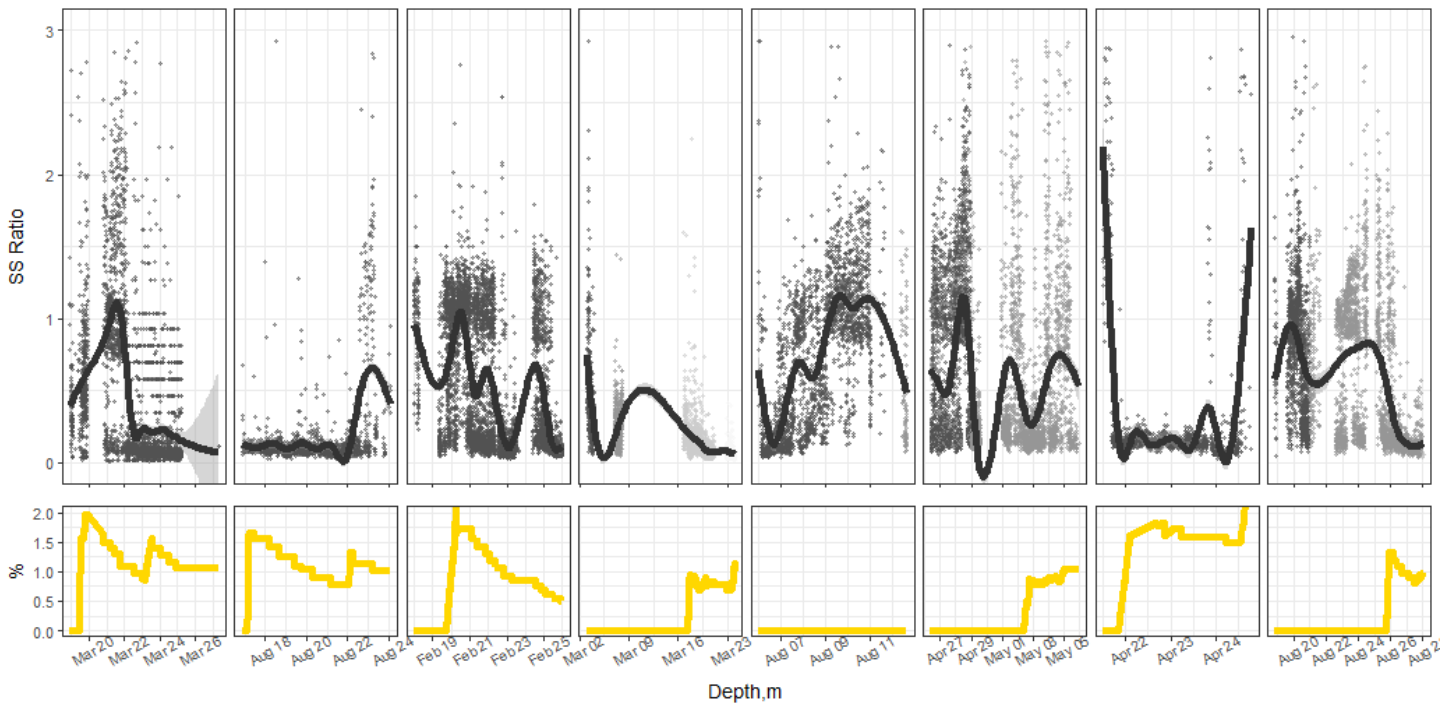 SS Ratio
3
2
1
0
%
2.0
1.5
1.0
0.5
0.0
Mar 20 Mar 22 Mar 24 Mar 26
Aug 18 Aug 20 Aug 22 Aug 24
Feb 19 Feb 21 Feb 23 Feb 25
Mar 02 Mar 09 Mar 16 Mar 23
Aug 07 Aug 09 Aug 11
Apr 27 Apr 29 May 01 May 03 May 05
Apr 22 Apr 23 Apr 24
Aug 20 Aug 22 Aug 24 Aug 26 Aug 2
Depth,m